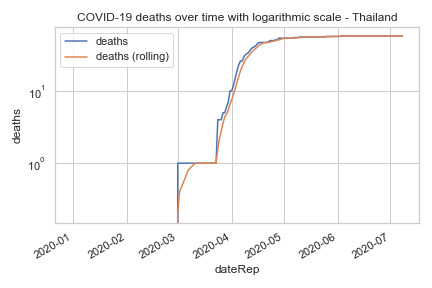 COVID-19 deaths over time with logarithmic scale - Thailand
deaths
deaths (rolling)
10¹
10⁰
deaths
2020-01
2020-02
2020-03
2020-04
2020-05
2020-06
2020-07
dateRep